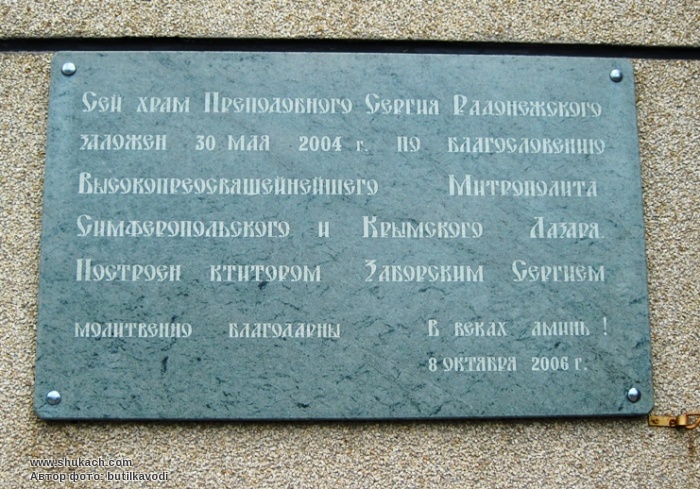 Сей храм Преподобного Сергия Радонежского
заложен 30 мая 2004 г. по благословению
Высокопреосвящейнейшего Митрополита
Симферопольского и Крымского Лазаря.
Построен ктитором Заборским Сергием
молитвенно благодарны В веках аминь!
8 октября 2006 г.
www.shukach.com
Автор фото: butilkavodi